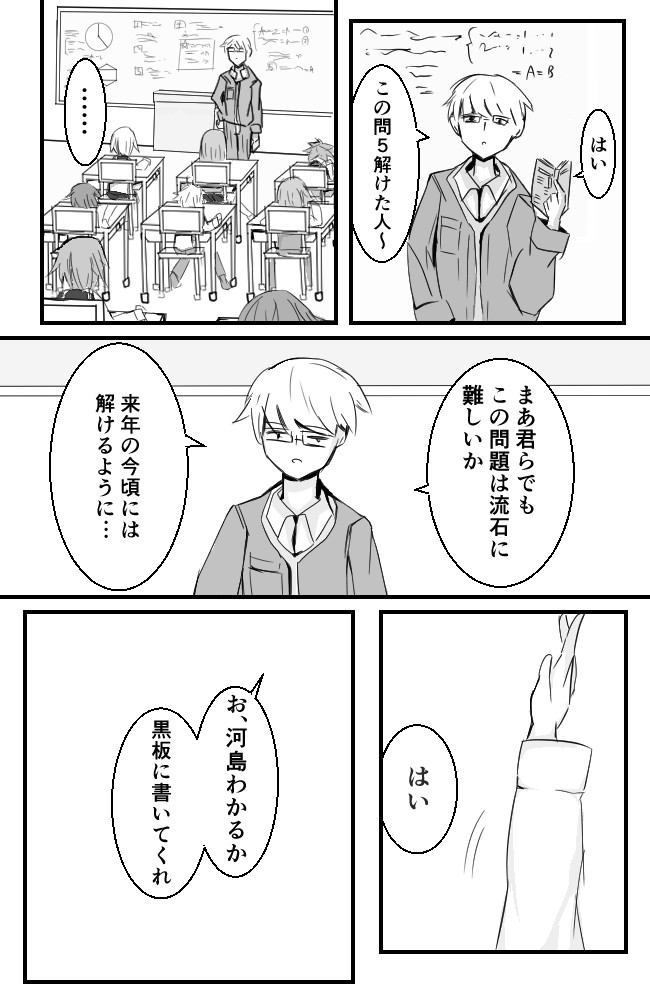 はい
この問5解けた人〜
= A = B
……
まあ君らでも
この問題は流石に
難しいか
来年の今頃には
解けるように…
はい
お、河島わかるか
黒板に書いてくれ